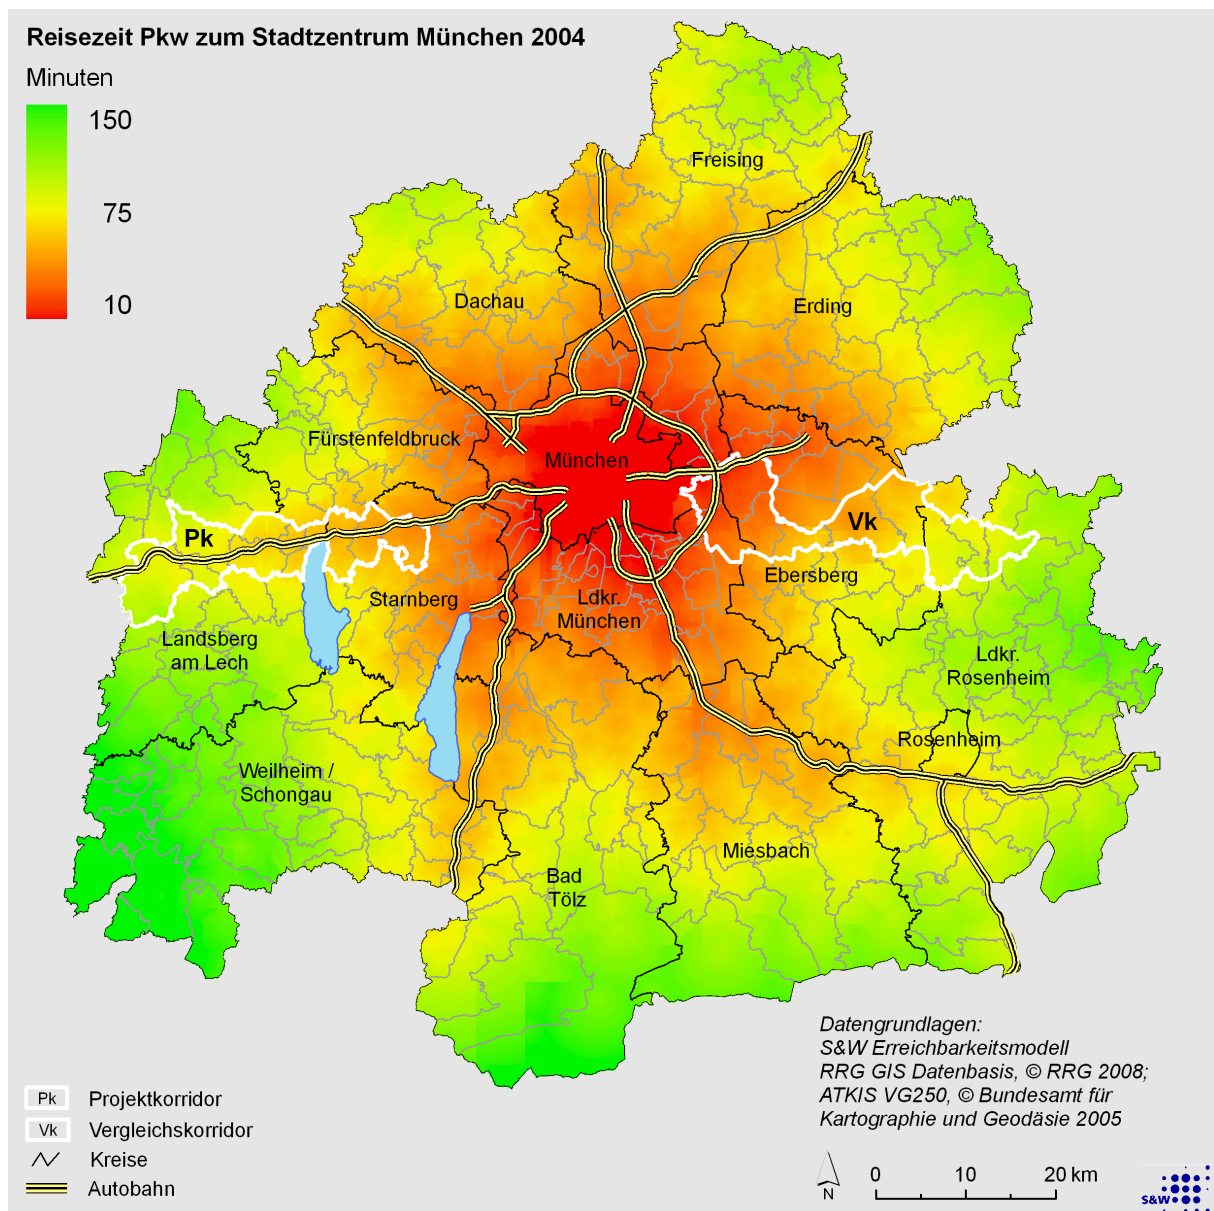 Reisezeit Pkw zum Stadtzentrum München 2004
Minuten
150
75
10
Freising
Dachau
Erding
Fürstenfeldbruck
München
Pk
Vk
Ebersberg
Starnberg
Ldkr.
München
Landsberg
am Lech
Ldkr.
Rosenheim
Rosenheim
Weilheim /
Schongau
Miesbach
Bad
Tölz
Datengrundlagen:
S&W Erreichbarkeitsmodell
RRG GIS Datenbasis, © RRG 2008;
ATKIS VG250, © Bundesamt für
Kartographie und Geodäsie 2005
Pk Projektkorridor
Vk Vergleichskorridor
Kreise
Autobahn
N
0 10 20 km
S&W